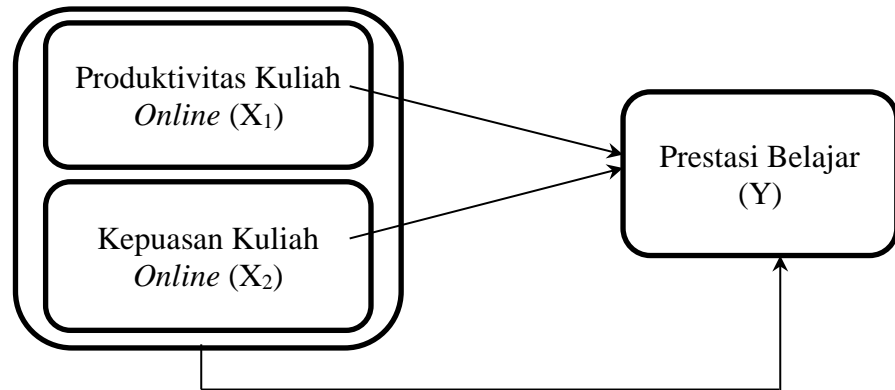 Produktivitas Kuliah
Online (X₁)
Kepuasan Kuliah
Online (X₂)
Prestasi Belajar
(Y)